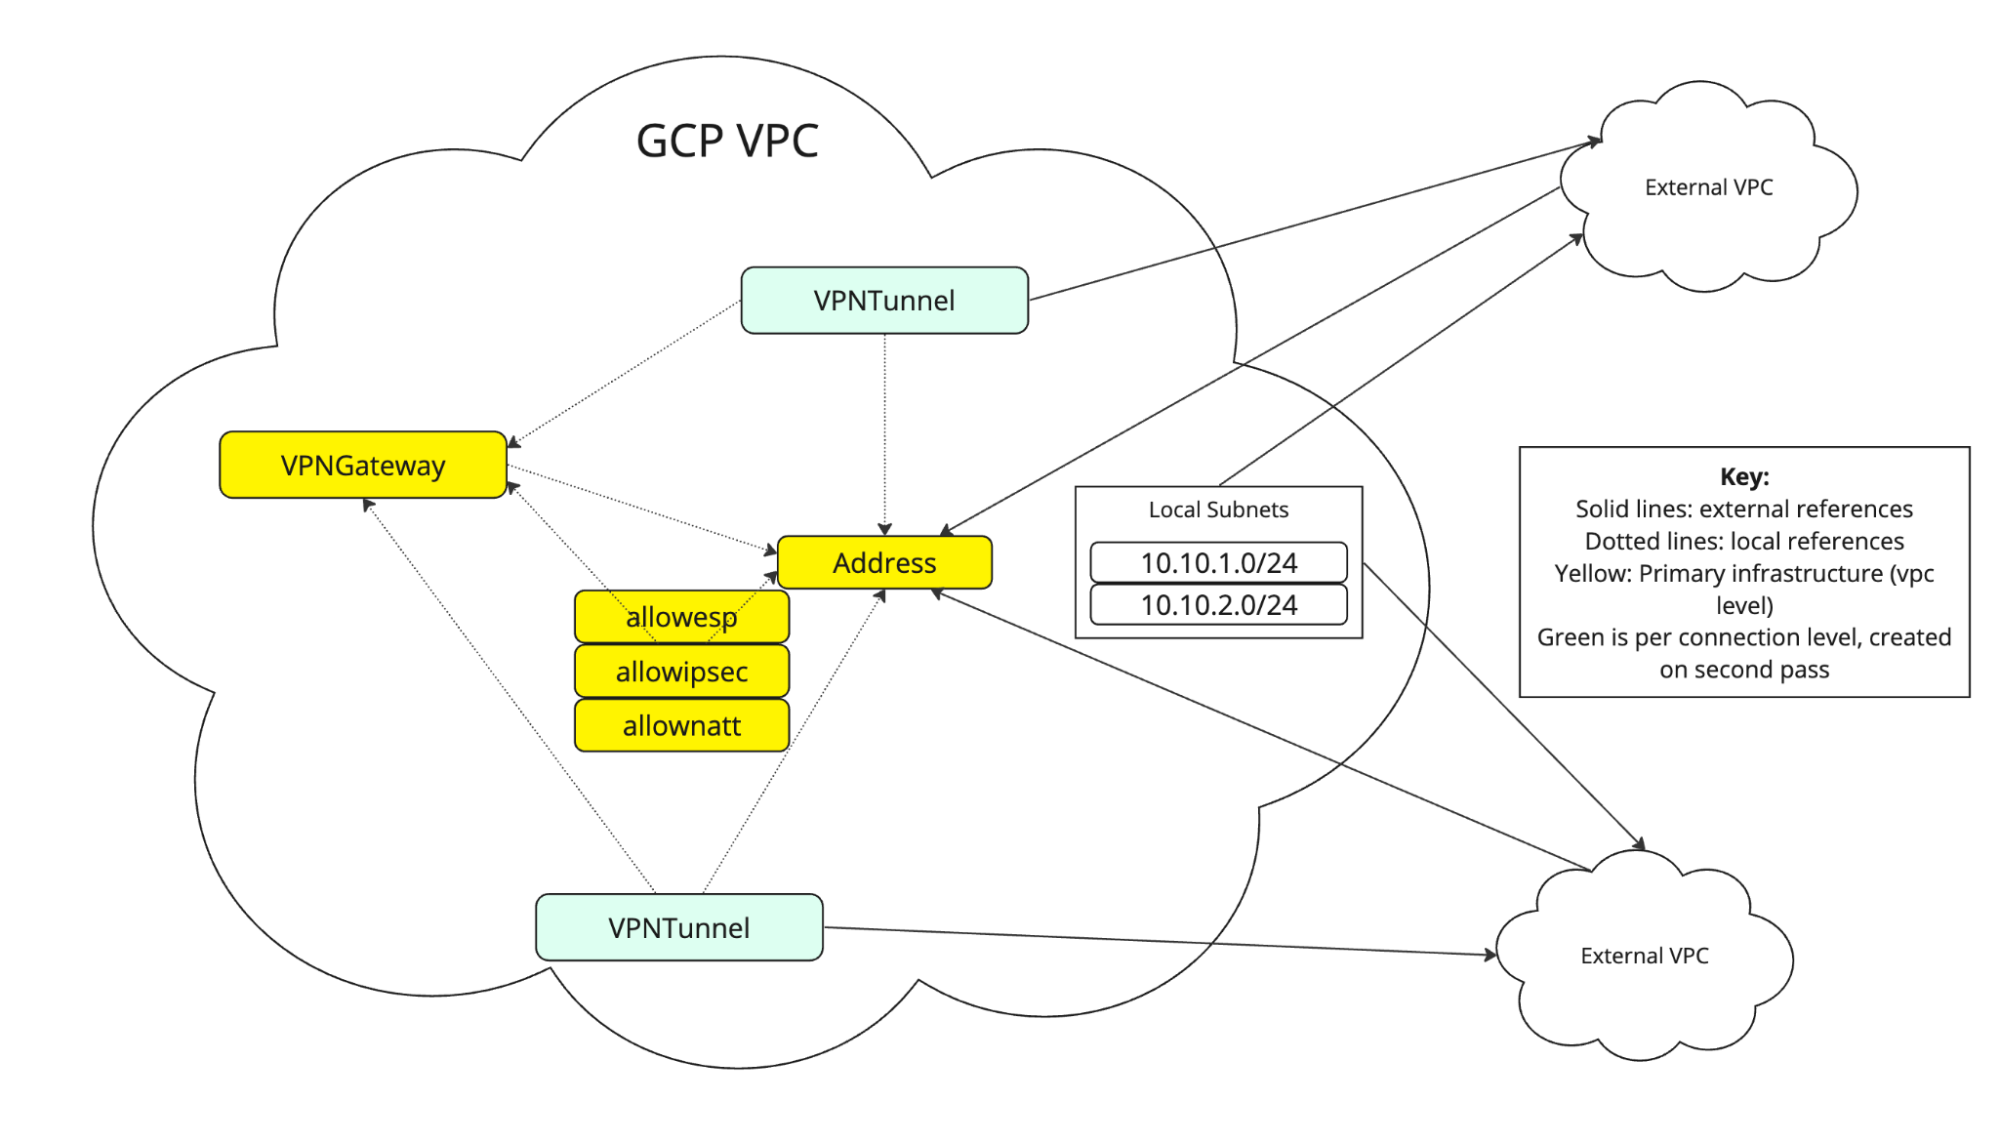 GCP VPC
External VPC
VPNTunnel
VPNGateway
Address
Local Subnets
10.10.1.0/24
10.10.2.0/24
allowesp
allowipsec
allownatt
Key:
Solid lines: external references
Dotted lines: local references
Yellow: Primary infrastructure (vpc
level)
Green is per connection level, created
on second pass
VPNTunnel
External VPC